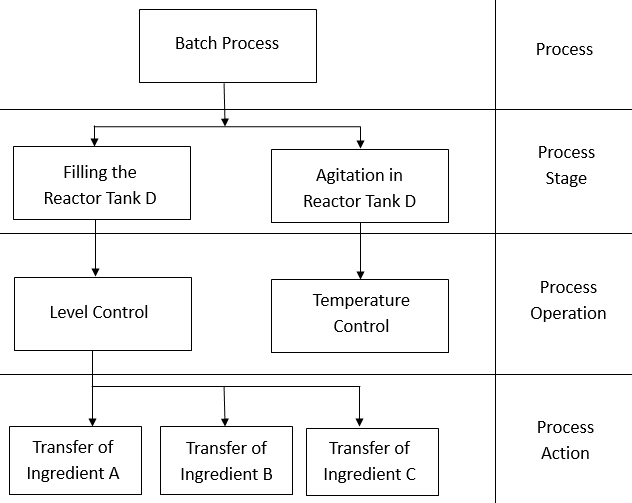 Batch Process
Process
Filling the
Reactor Tank D
Agitation in
Reactor Tank D
Process
Stage
Level Control
Temperature
Control
Process
Operation
Transfer of
Ingredient A
Transfer of
Ingredient B
Transfer of
Ingredient C
Process
Action